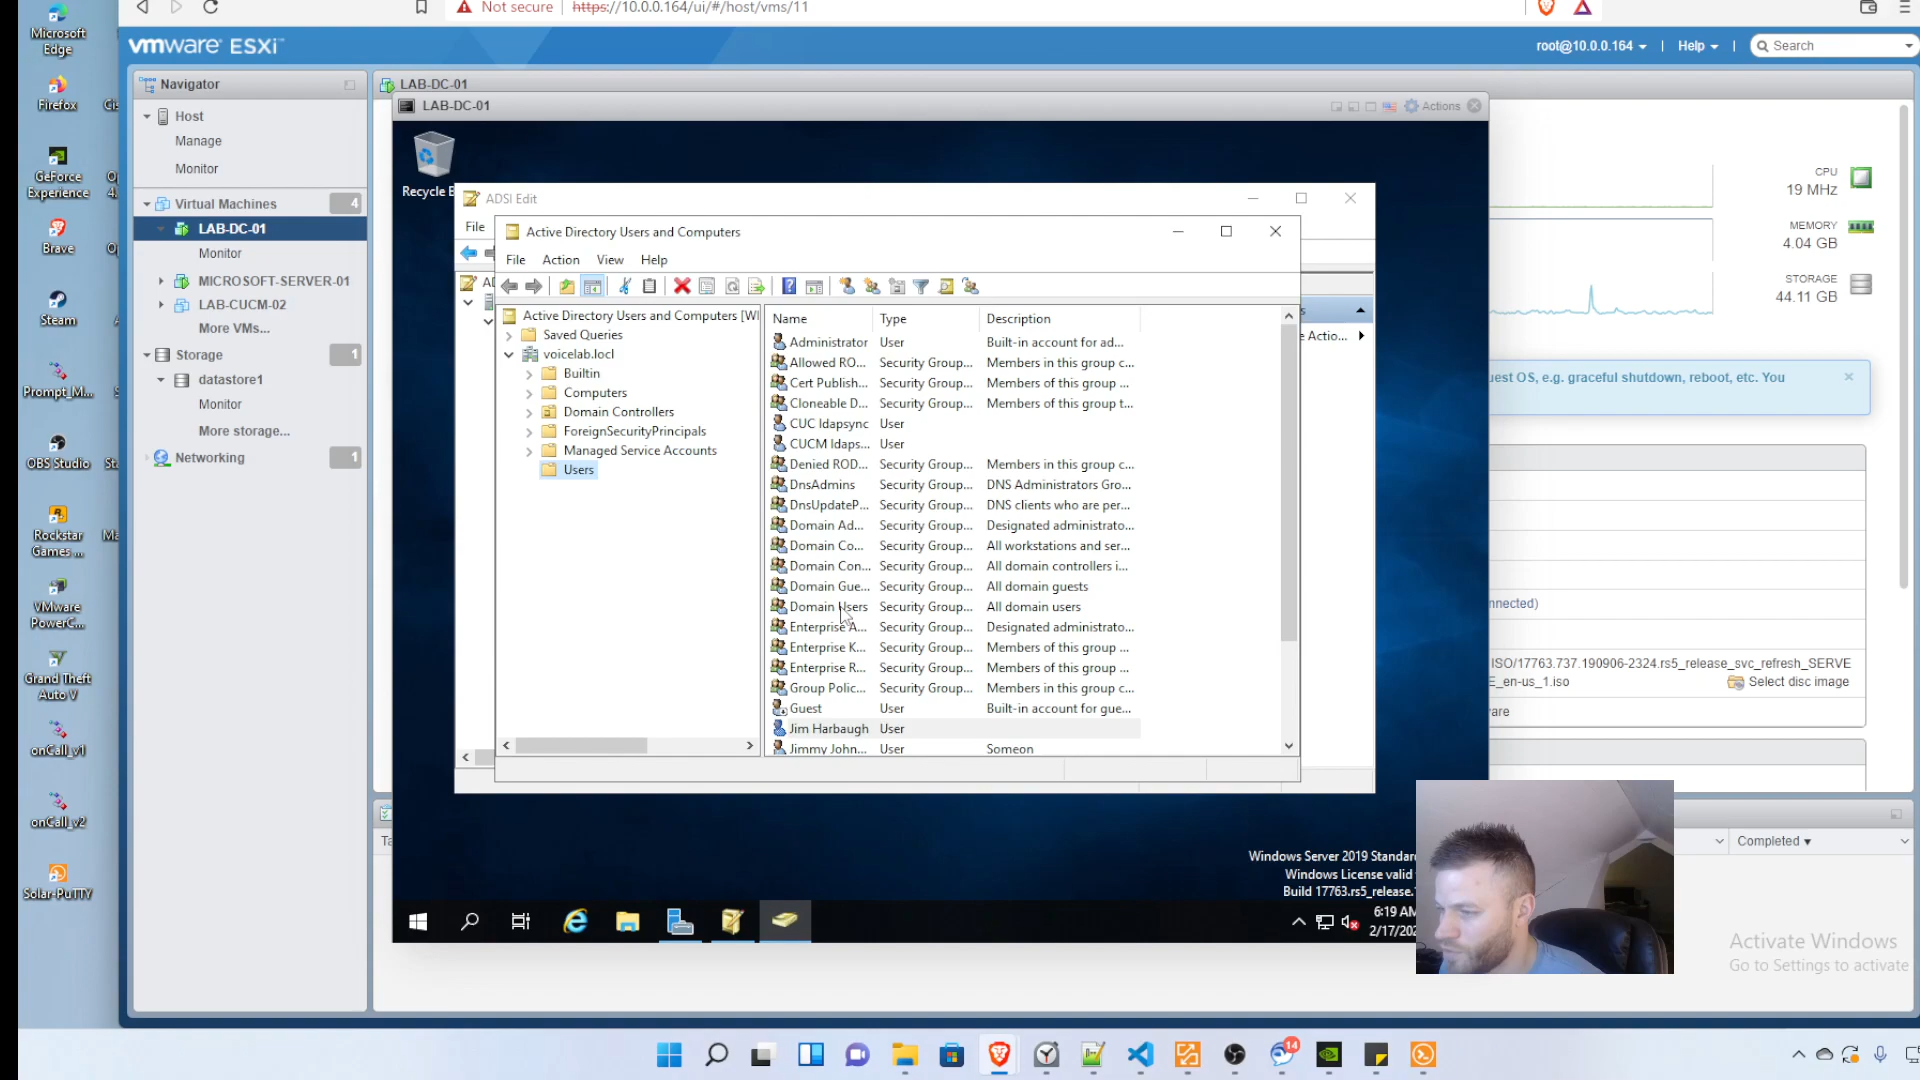 Not secure https://10.0.0.164/ui/#/host/vms/11
vmware ESXi
root@10.0.0.164
Help
Search
Navigator
Host
Manage
Monitor
Virtual Machines 4
LAB-DC-01
Monitor
MICROSOFT-SERVER-01
LAB-CUCM-02
More VMs...
Storage 1
datastore1
Monitor
More storage...
Networking 1
LAB-DC-01
LAB-DC-01
Actions
Recycle B
ADSI Edit
File
Active Directory Users and Computers
File Action View Help
Active Directory Users and Computers [WI
Saved Queries
voicelab.locl
Builtin
Computers
Domain Controllers
ForeignSecurityPrincipals
Managed Service Accounts
Users
Name Type Description
Administrator User Built-in account for ad...
Allowed RO... Security Group... Members in this group c...
Cert Publish... Security Group... Members of this group ...
Cloneable D... Security Group... Members of this group t...
CUC ldapsync User
CUCM ldaps... User
Denied ROD... Security Group... Members in this group c...
DnsAdmins Security Group... DNS Administrators Gro...
DnsUpdateP... Security Group... DNS clients who are per...
Domain Ad... Security Group... Designated administrato...
Domain Co... Security Group... All workstations and ser...
Domain Con... Security Group... All domain controllers i...
Domain Gue... Security Group... All domain guests
Domain Users Security Group... All domain users
Enterprise A... Security Group... Designated administrato...
Enterprise K... Security Group... Members of this group ...
Enterprise R... Security Group... Members of this group ...
Group Polic... Security Group... Members in this group c...
Guest User Built-in account for gue...
Jim Harbaugh User
Jimmy John... User Someon
s
e Actio...
CPU
19 MHz
MEMORY
4.04 GB
STORAGE
44.11 GB
uest OS, e.g. graceful shutdown, reboot, etc. You
nnected)
ISO/17763.737.190906-2324.rs5_release_svc_refresh_SERVE
E_en-us_1.iso
Select disc image
vare
Completed
Windows Server 2019 Standar
Windows License valid
Build 17763.rs5_release.
6:19 AM
2/17/202
Activate Windows
Go to Settings to activate
Microsoft
Edge
Firefox
GeForce
Experience
Brave
Steam
Prompt_M...
OBS Studio
Rockstar
Games ...
VMware
PowerC...
Grand Theft
Auto V
onCall_v1
onCall_v2
Solar-PuTTY
14